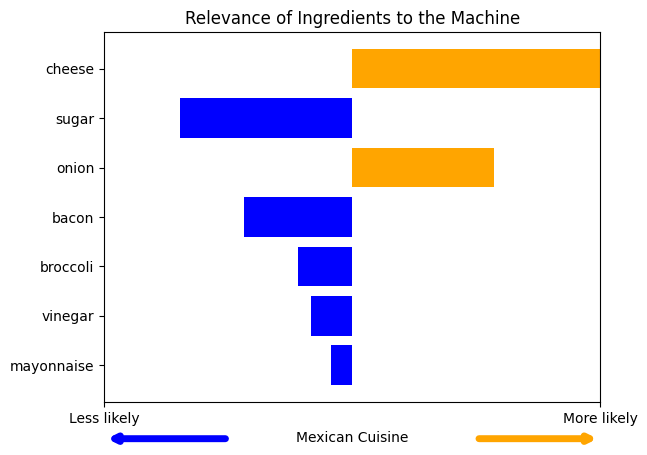 Relevance of Ingredients to the Machine
cheese
sugar
onion
bacon
broccoli
vinegar
mayonnaise
Less likely
More likely
Mexican Cuisine